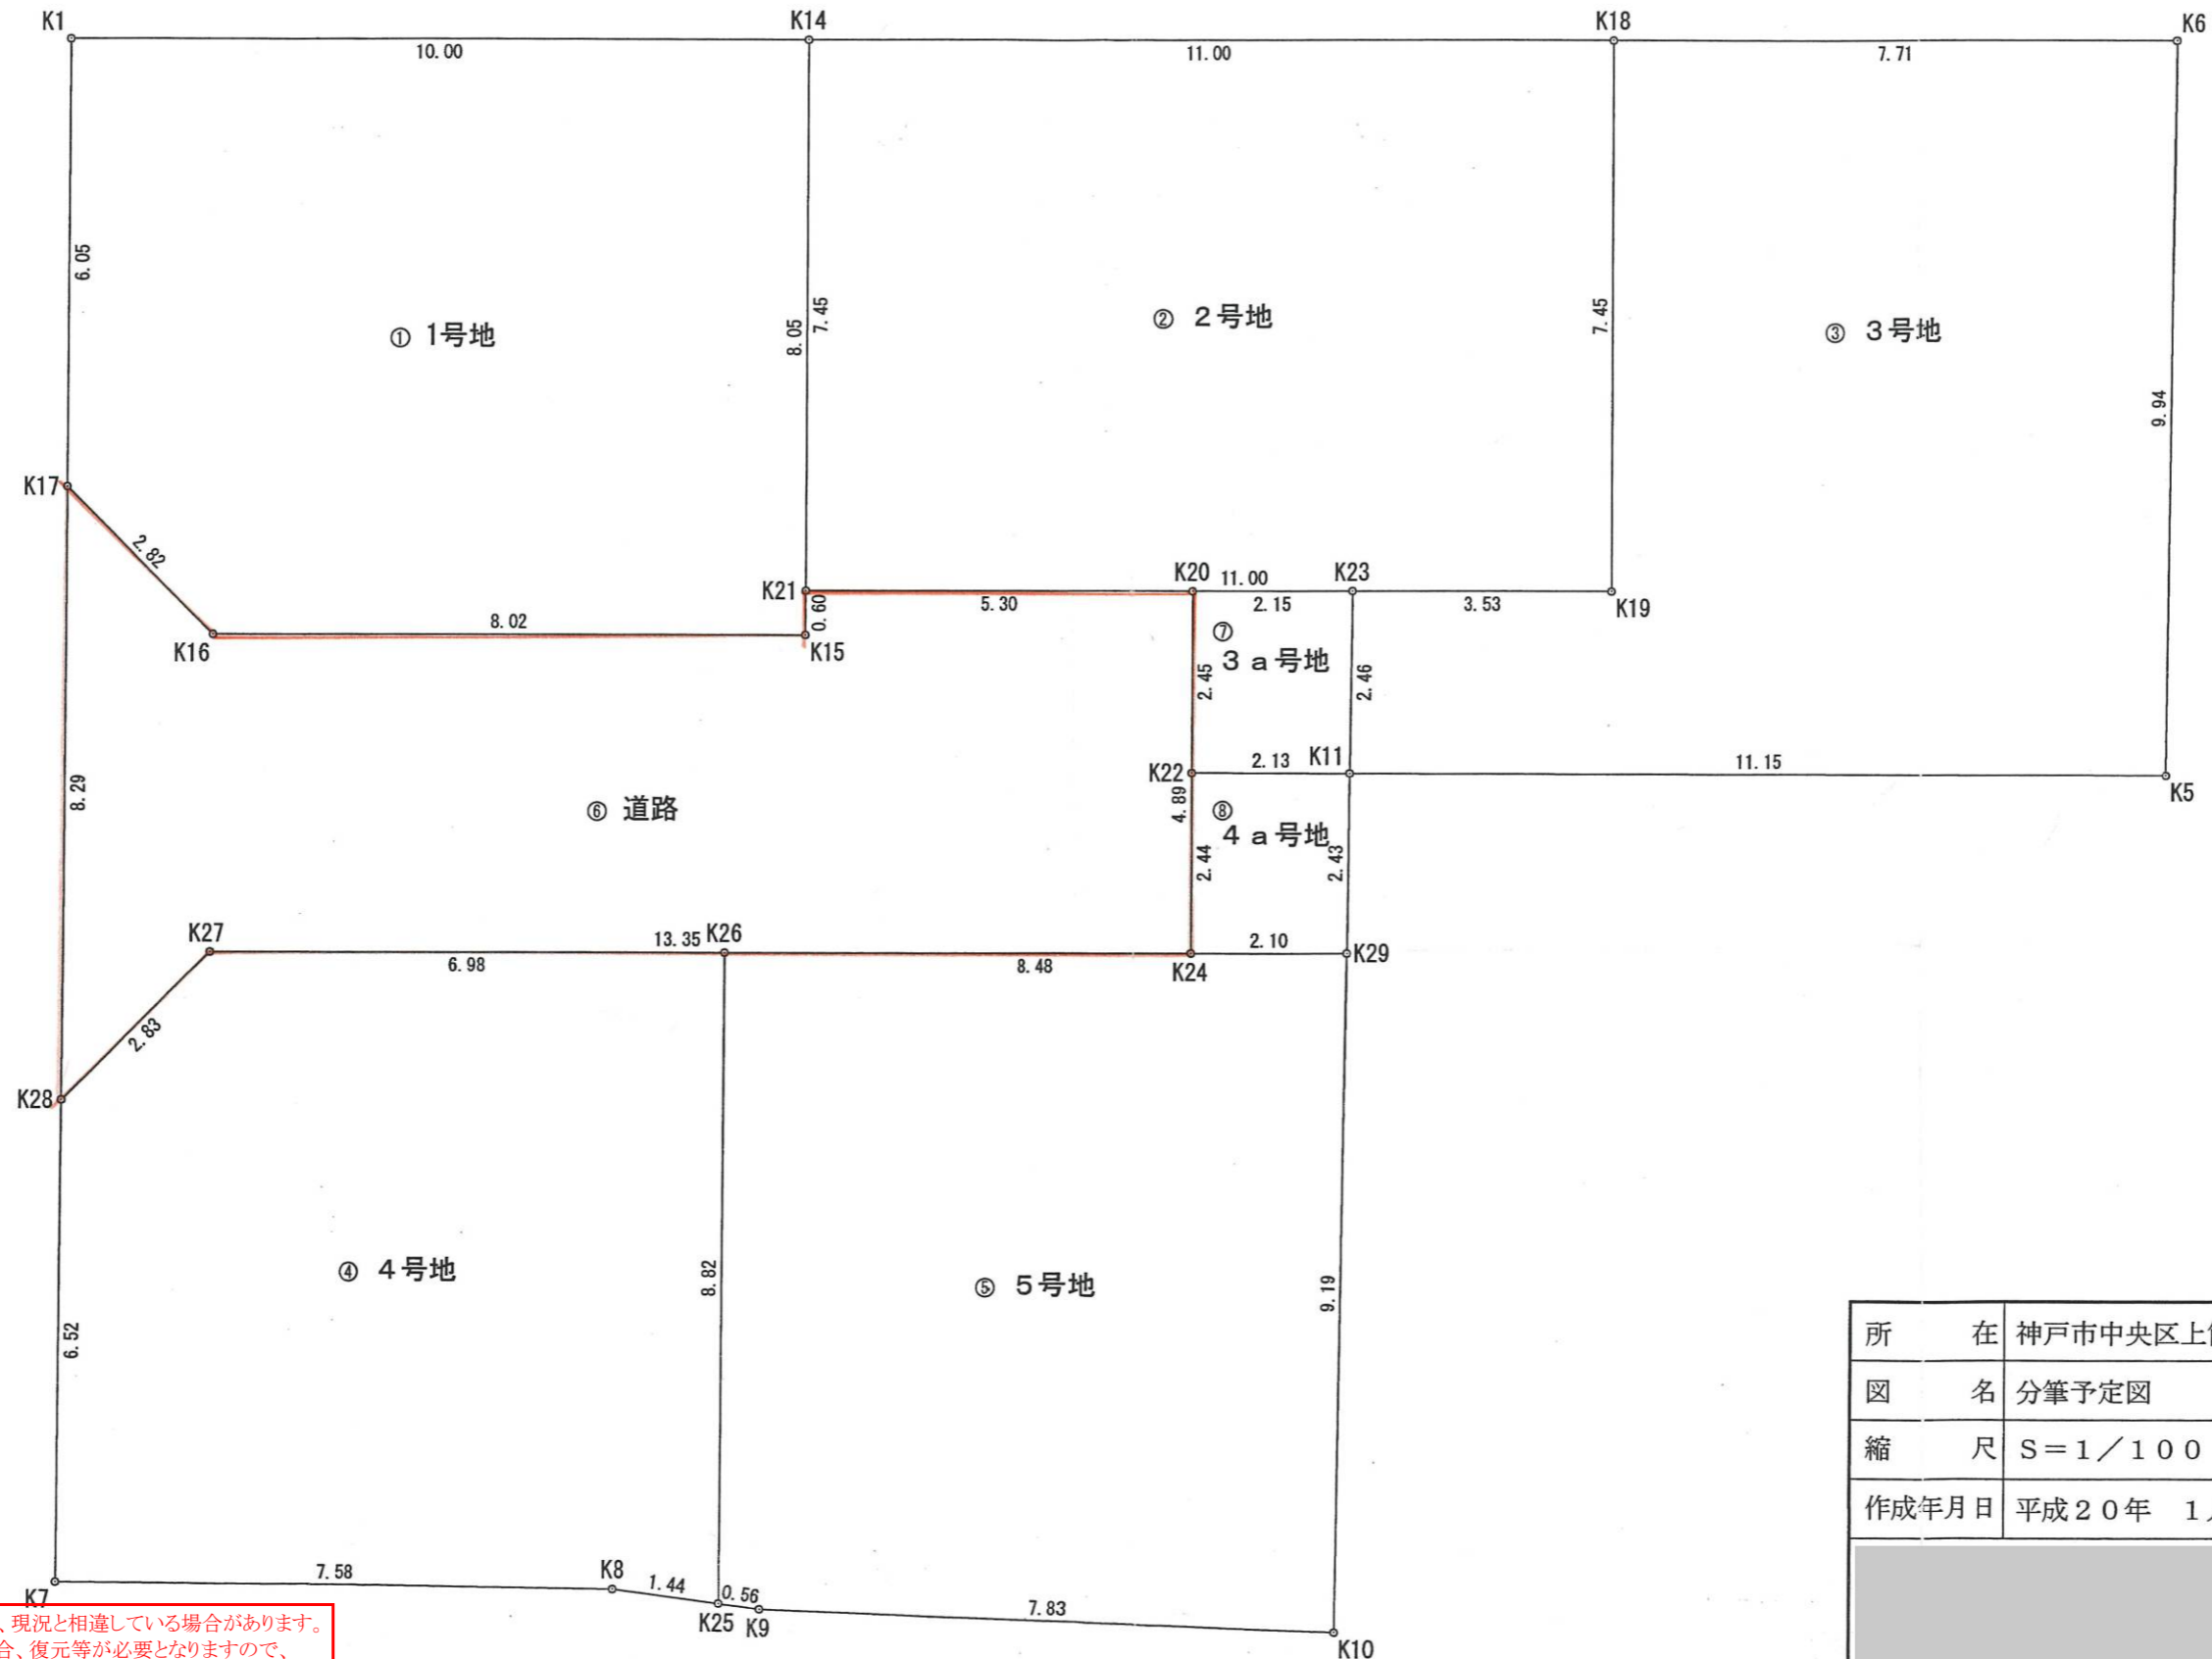 K1 K14 K18 K6
10.00 11.00 7.71
6.05
8.05
7.45
7.45
9.94
① 1号地
② 2号地
③ 3号地
K17
2.82
K16
8.02
K21
0.60
K15
5.30
K20 11.00 K23
2.15 3.53
K19
⑦
3a号地
2.45
2.46
K22 2.13 K11 11.15
K5
8.29
⑥ 道路
4.89
⑧
4a号地
2.44
2.43
K27 13.35 K26
6.98 8.48
K24
2.10
K29
2.83
K28
④ 4号地
8.82
⑤ 5号地
9.19
6.52
K7
7.58
K8
1.44
0.56
K25 K9
7.83
K10
所 在 神戸市中央区上
図 名 分筆予定図
縮 尺 S=1/100
作成年月日 平成20年 1
、現況と相違している場合があります。
合、復元等が必要となりますので、